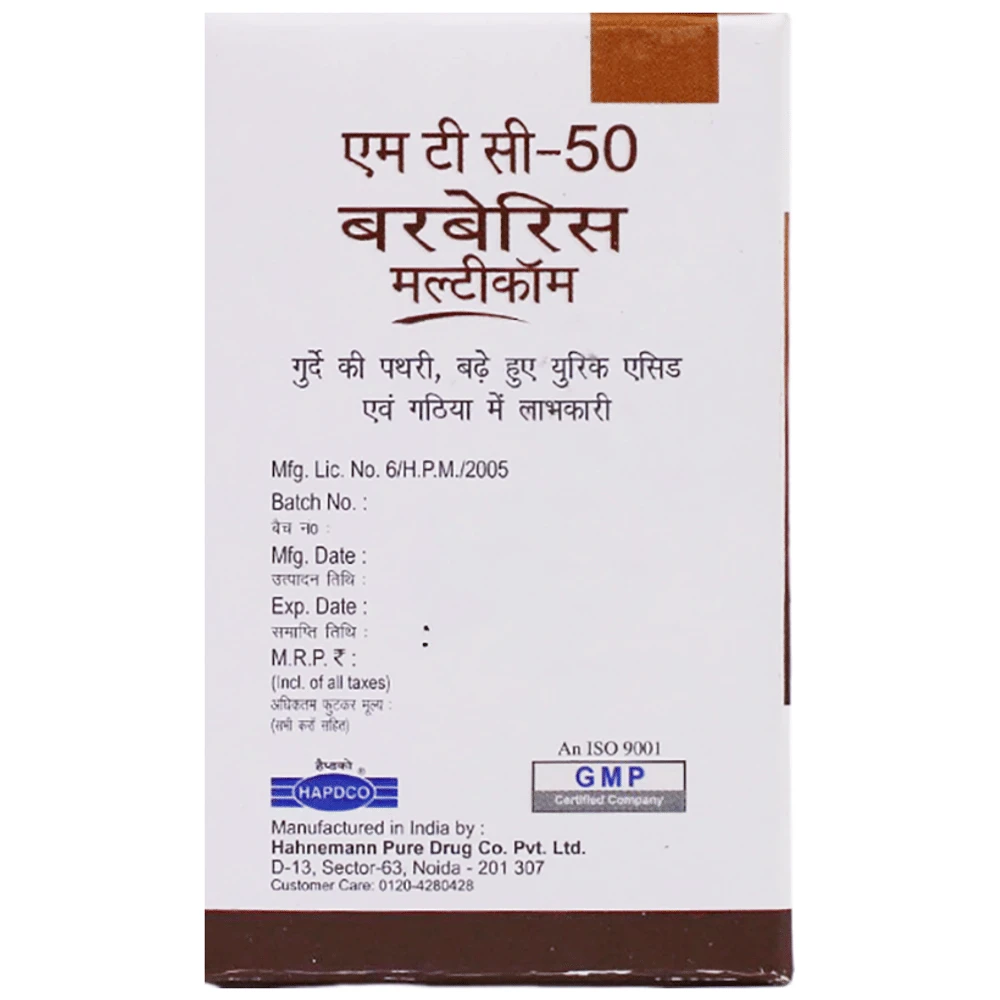 एम टी सी-50
बरबेरिस
मल्टीकॉम
गुर्दे की पथरी, बढ़े हुए युरिक एसिड
एवं गठिया में लाभकारी
Mfg. Lic. No. 6/H.P.M./2005
Batch No. :
बैच न० :
Mfg. Date :
उत्पादन तिथि :
Exp. Date :
समाप्ति तिथि :
:
M.R.P. ₹ :
(Incl. of all taxes)
अधिकतम फुटकर मूल्य :
(सभी करों सहित)
An ISO 9001
GMP
Certified Company
हैप्डको ®
HAPDCO
Manufactured in India by :
Hahnemann Pure Drug Co. Pvt. Ltd.
D-13, Sector-63, Noida - 201 307
Customer Care: 0120-4280428